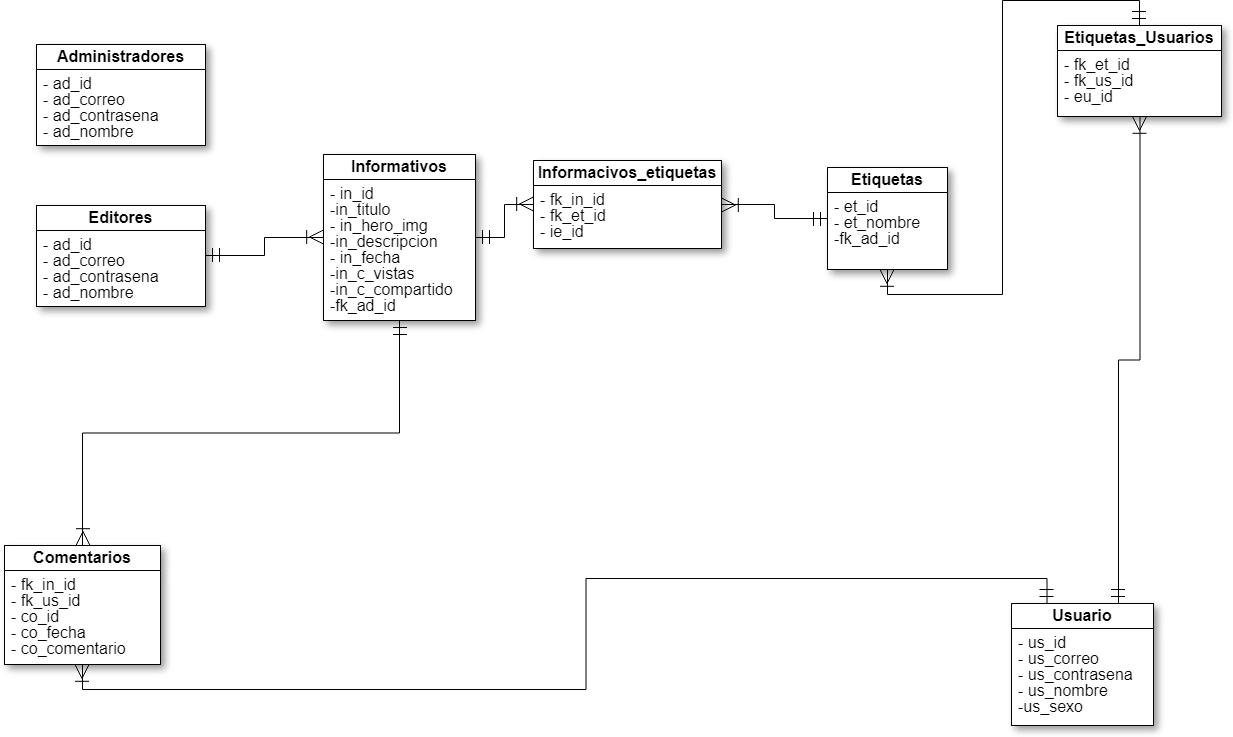 Administradores
- ad_id
- ad_correo
- ad_contrasena
- ad_nombre
Editores
- ad_id
- ad_correo
- ad_contrasena
- ad_nombre
Informativos
- in_id
-in_titulo
- in_hero_img
-in_descripcion
- in_fecha
-in_c_vistas
-in_c_compartido
-fk_ad_id
Informacivos_etiquetas
- fk_in_id
- fk_et_id
- ie_id
Etiquetas
- et_id
- et_nombre
-fk_ad_id
Etiquetas_Usuarios
- fk_et_id
- fk_us_id
- eu_id
Comentarios
- fk_in_id
- fk_us_id
- co_id
- co_fecha
- co_comentario
Usuario
- us_id
- us_correo
- us_contrasena
- us_nombre
-us_sexo